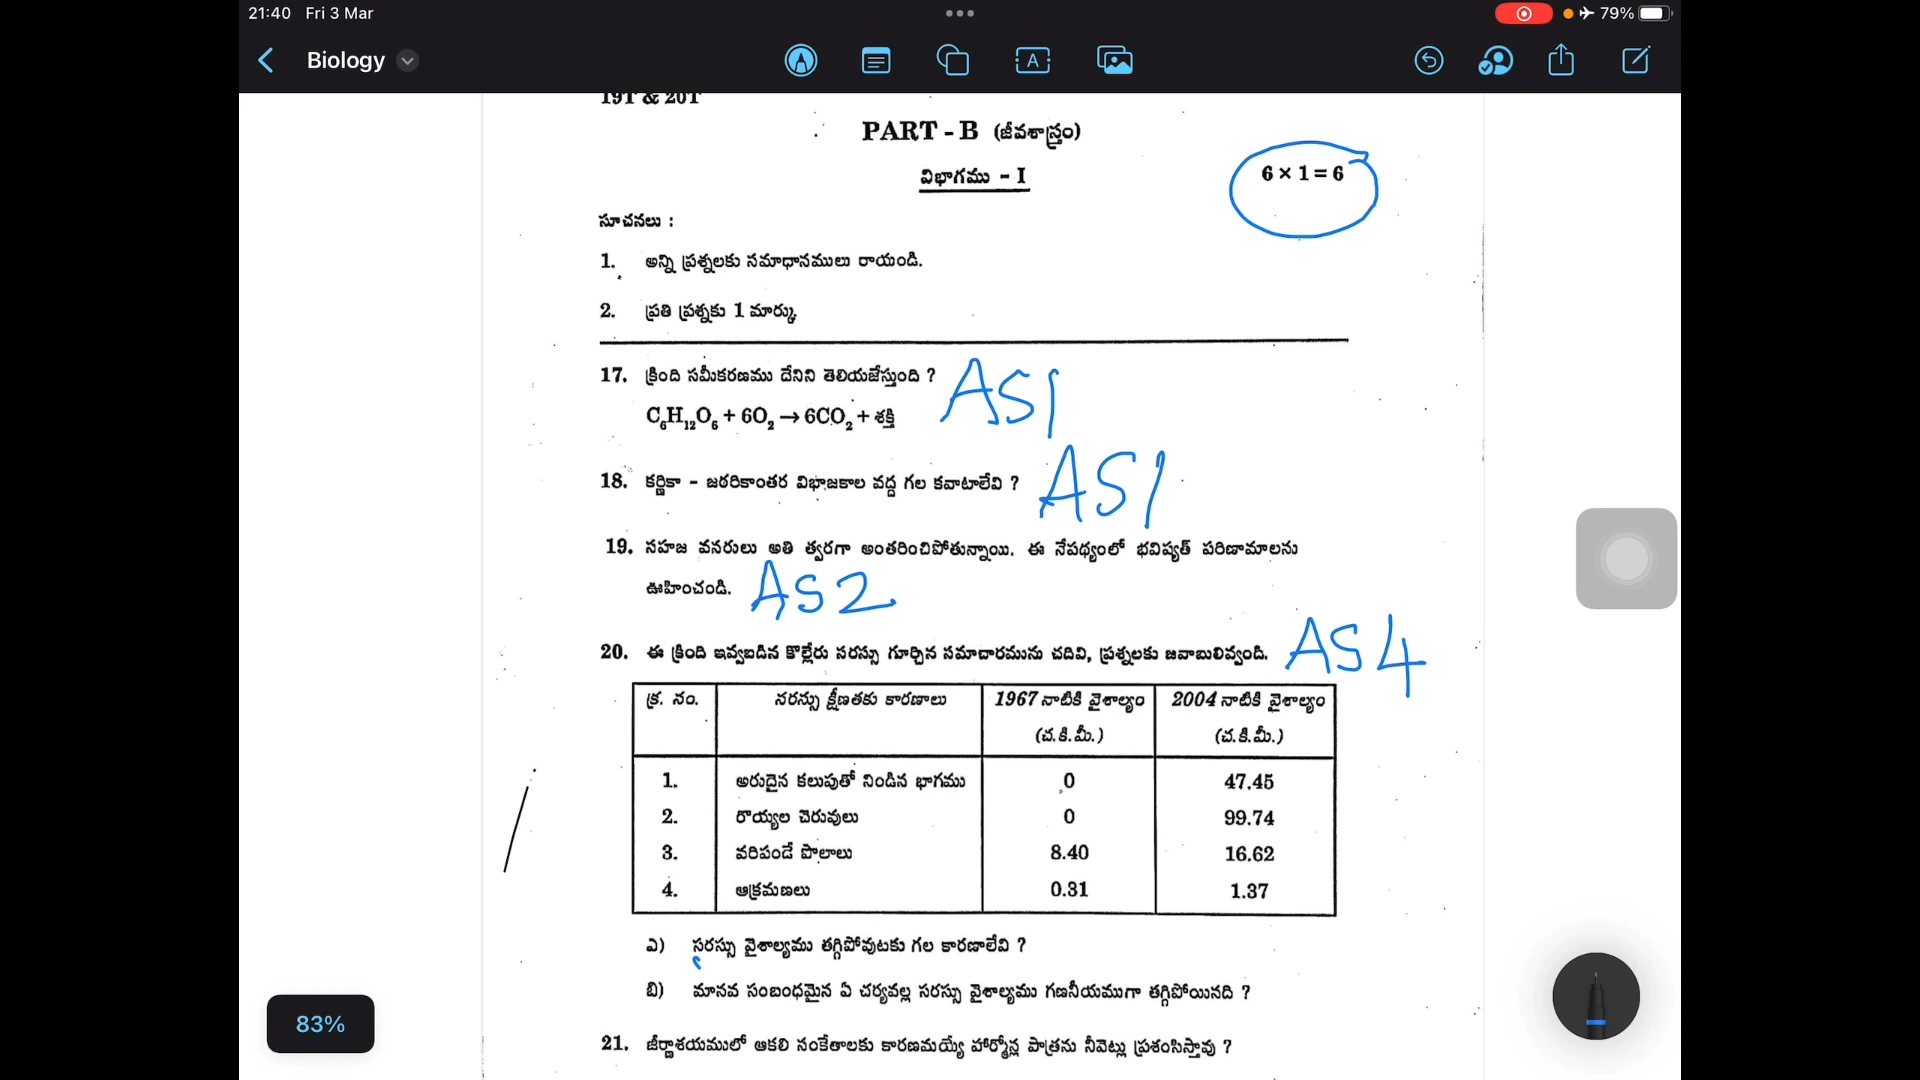 21:40 Fri 3 Mar
79%
Biology
A
19T & 20T
PART - B (జీవశాస్త్రం)
విభాగము - I
6 × 1 = 6
సూచనలు :
1. అన్ని ప్రశ్నలకు సమాధానములు రాయండి.
2. ప్రతి ప్రశ్నకు 1 మార్కు
17. క్రింది సమీకరణము దేనిని తెలియజేస్తుంది ? AS1
C₆H₁₂O₆ + 6O₂ → 6CO₂ + శక్తి
18. కర్ణికా - జఠరికాంతర విభాజకాల వద్ద గల కవాటాలేవి ? AS1
19. సహజ వనరులు అతి త్వరగా అంతరించిపోతున్నాయి. ఈ నేపథ్యంలో భవిష్యత్ పరిణామాలను
ఊహించండి. AS2
20. ఈ క్రింది ఇవ్వబడిన కొల్లేరు సరస్సు గూర్చిన సమాచారమును చదివి, ప్రశ్నలకు జవాబులివ్వండి. AS4
క్ర. నం. సరస్సు క్షీణతకు కారణాలు 1967 నాటికి వైశాల్యం 2004 నాటికి వైశాల్యం
(చ.కి.మీ.) (చ.కి.మీ.)
1. అరుదైన కలుపుతో నిండిన భాగము 0 47.45
2. రొయ్యల చెరువులు 0 99.74
3. వరిపండే పొలాలు 8.40 16.62
4. ఆక్రమణలు 0.31 1.37
ఎ) సరస్సు వైశాల్యము తగ్గిపోవుటకు గల కారణాలేవి ?
బి) మానవ సంబంధమైన ఏ చర్యవల్ల సరస్సు వైశాల్యము గణనీయముగా తగ్గిపోయినది ?
83%
21. జీర్ణాశయములో ఆకలి సంకేతాలకు కారణమయ్యే హార్మోన్ల పాత్రను నీవెట్లు ప్రశంసిస్తావు ?